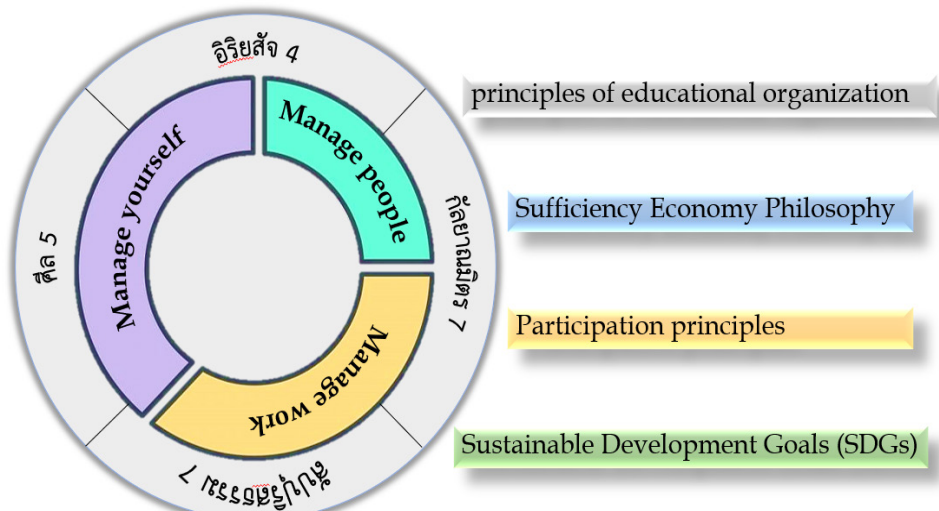 อิริยสัจ 4
กัลยาณมิตร 7
สัปปุริสธรรม 7
ศีล 5
Manage yourself
Manage people
Manage work
principles of educational organization
Sufficiency Economy Philosophy
Participation principles
Sustainable Development Goals (SDGs)